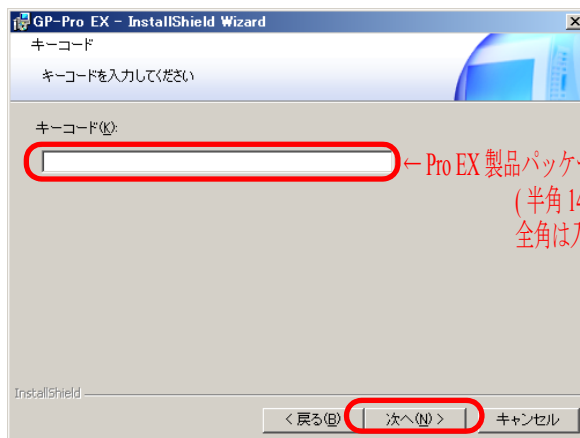 GP-Pro EX - InstallShield Wizard
キーコード
キーコードを入力してください
キーコード(K):
← Pro EX 製品パッケー
(半角 14
全角は入
InstallShield
< 戻る(B)
次へ(N) >
キャンセル